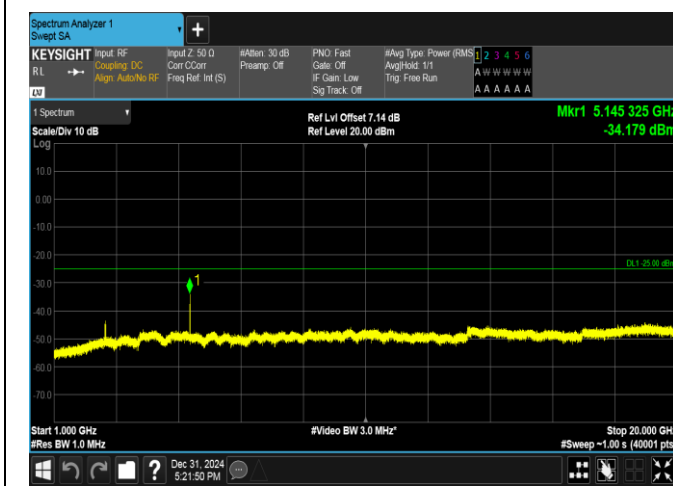 Spectrum Analyzer 1
Swept SA
KEYSIGHT Input: RF Input Z: 50 Ω #Atten: 30 dB PNO: Fast #Avg Type: Power (RMS 1 2 3 4 5 6
RL Coupling: DC Corr CCorr Preamp: Off Gate: Off Avg|Hold: 1/1 A W W W W W
Align: Auto/No RF Freq Ref: Int (S) IF Gain: Low Trig: Free Run
LXI Sig Track: Off A A A A A A
1 Spectrum Ref Lvl Offset 7.14 dB Mkr1 5.145 325 GHz
Scale/Div 10 dB Ref Level 20.00 dBm -34.179 dBm
Log
10.0
0.00
-10.0
-20.0
DL1 -25.00 dBm
-30.0
1
-40.0
-50.0
-60.0
-70.0
Start 1.000 GHz #Video BW 3.0 MHz* Stop 20.000 GHz
#Res BW 1.0 MHz #Sweep ~1.00 s (40001 pts
? Dec 31, 2024
5:21:50 PM